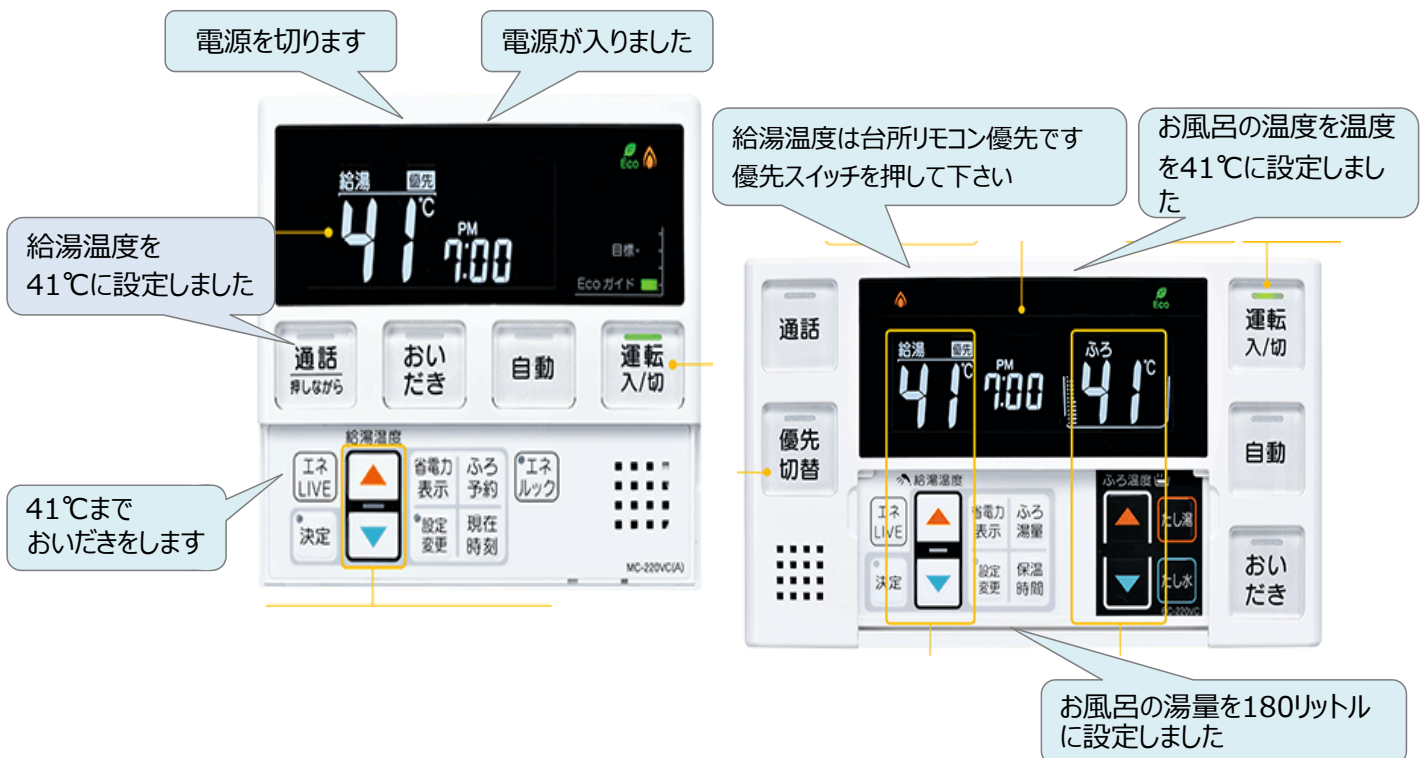 電源を切ります
電源が入りました
給湯温度を
41℃に設定しました
41℃まで
おいだきをします
Eco
給湯 優先
41℃
PM
7:00
目標-
Ecoガイド
通話
押しながら
おい
だき
自動
運転
入/切
給湯温度
エネ
LIVE
省電力
表示
ふろ
予約
エネ
ルック
決定
設定
変更
現在
時刻
MC-220VC(A)
給湯温度は台所リモコン優先です
優先スイッチを押して下さい
お風呂の温度を温度
を41℃に設定しまし
た
通話
優先
切替
Eco
給湯 優先
41℃
PM
7:00
ふろ
41℃
運転
入/切
自動
おい
だき
給湯温度
エネ
LIVE
省電力
表示
ふろ
湯量
決定
設定
変更
保温
時間
ふろ温度
たし湯
たし水
お風呂の湯量を180リットル
に設定しました